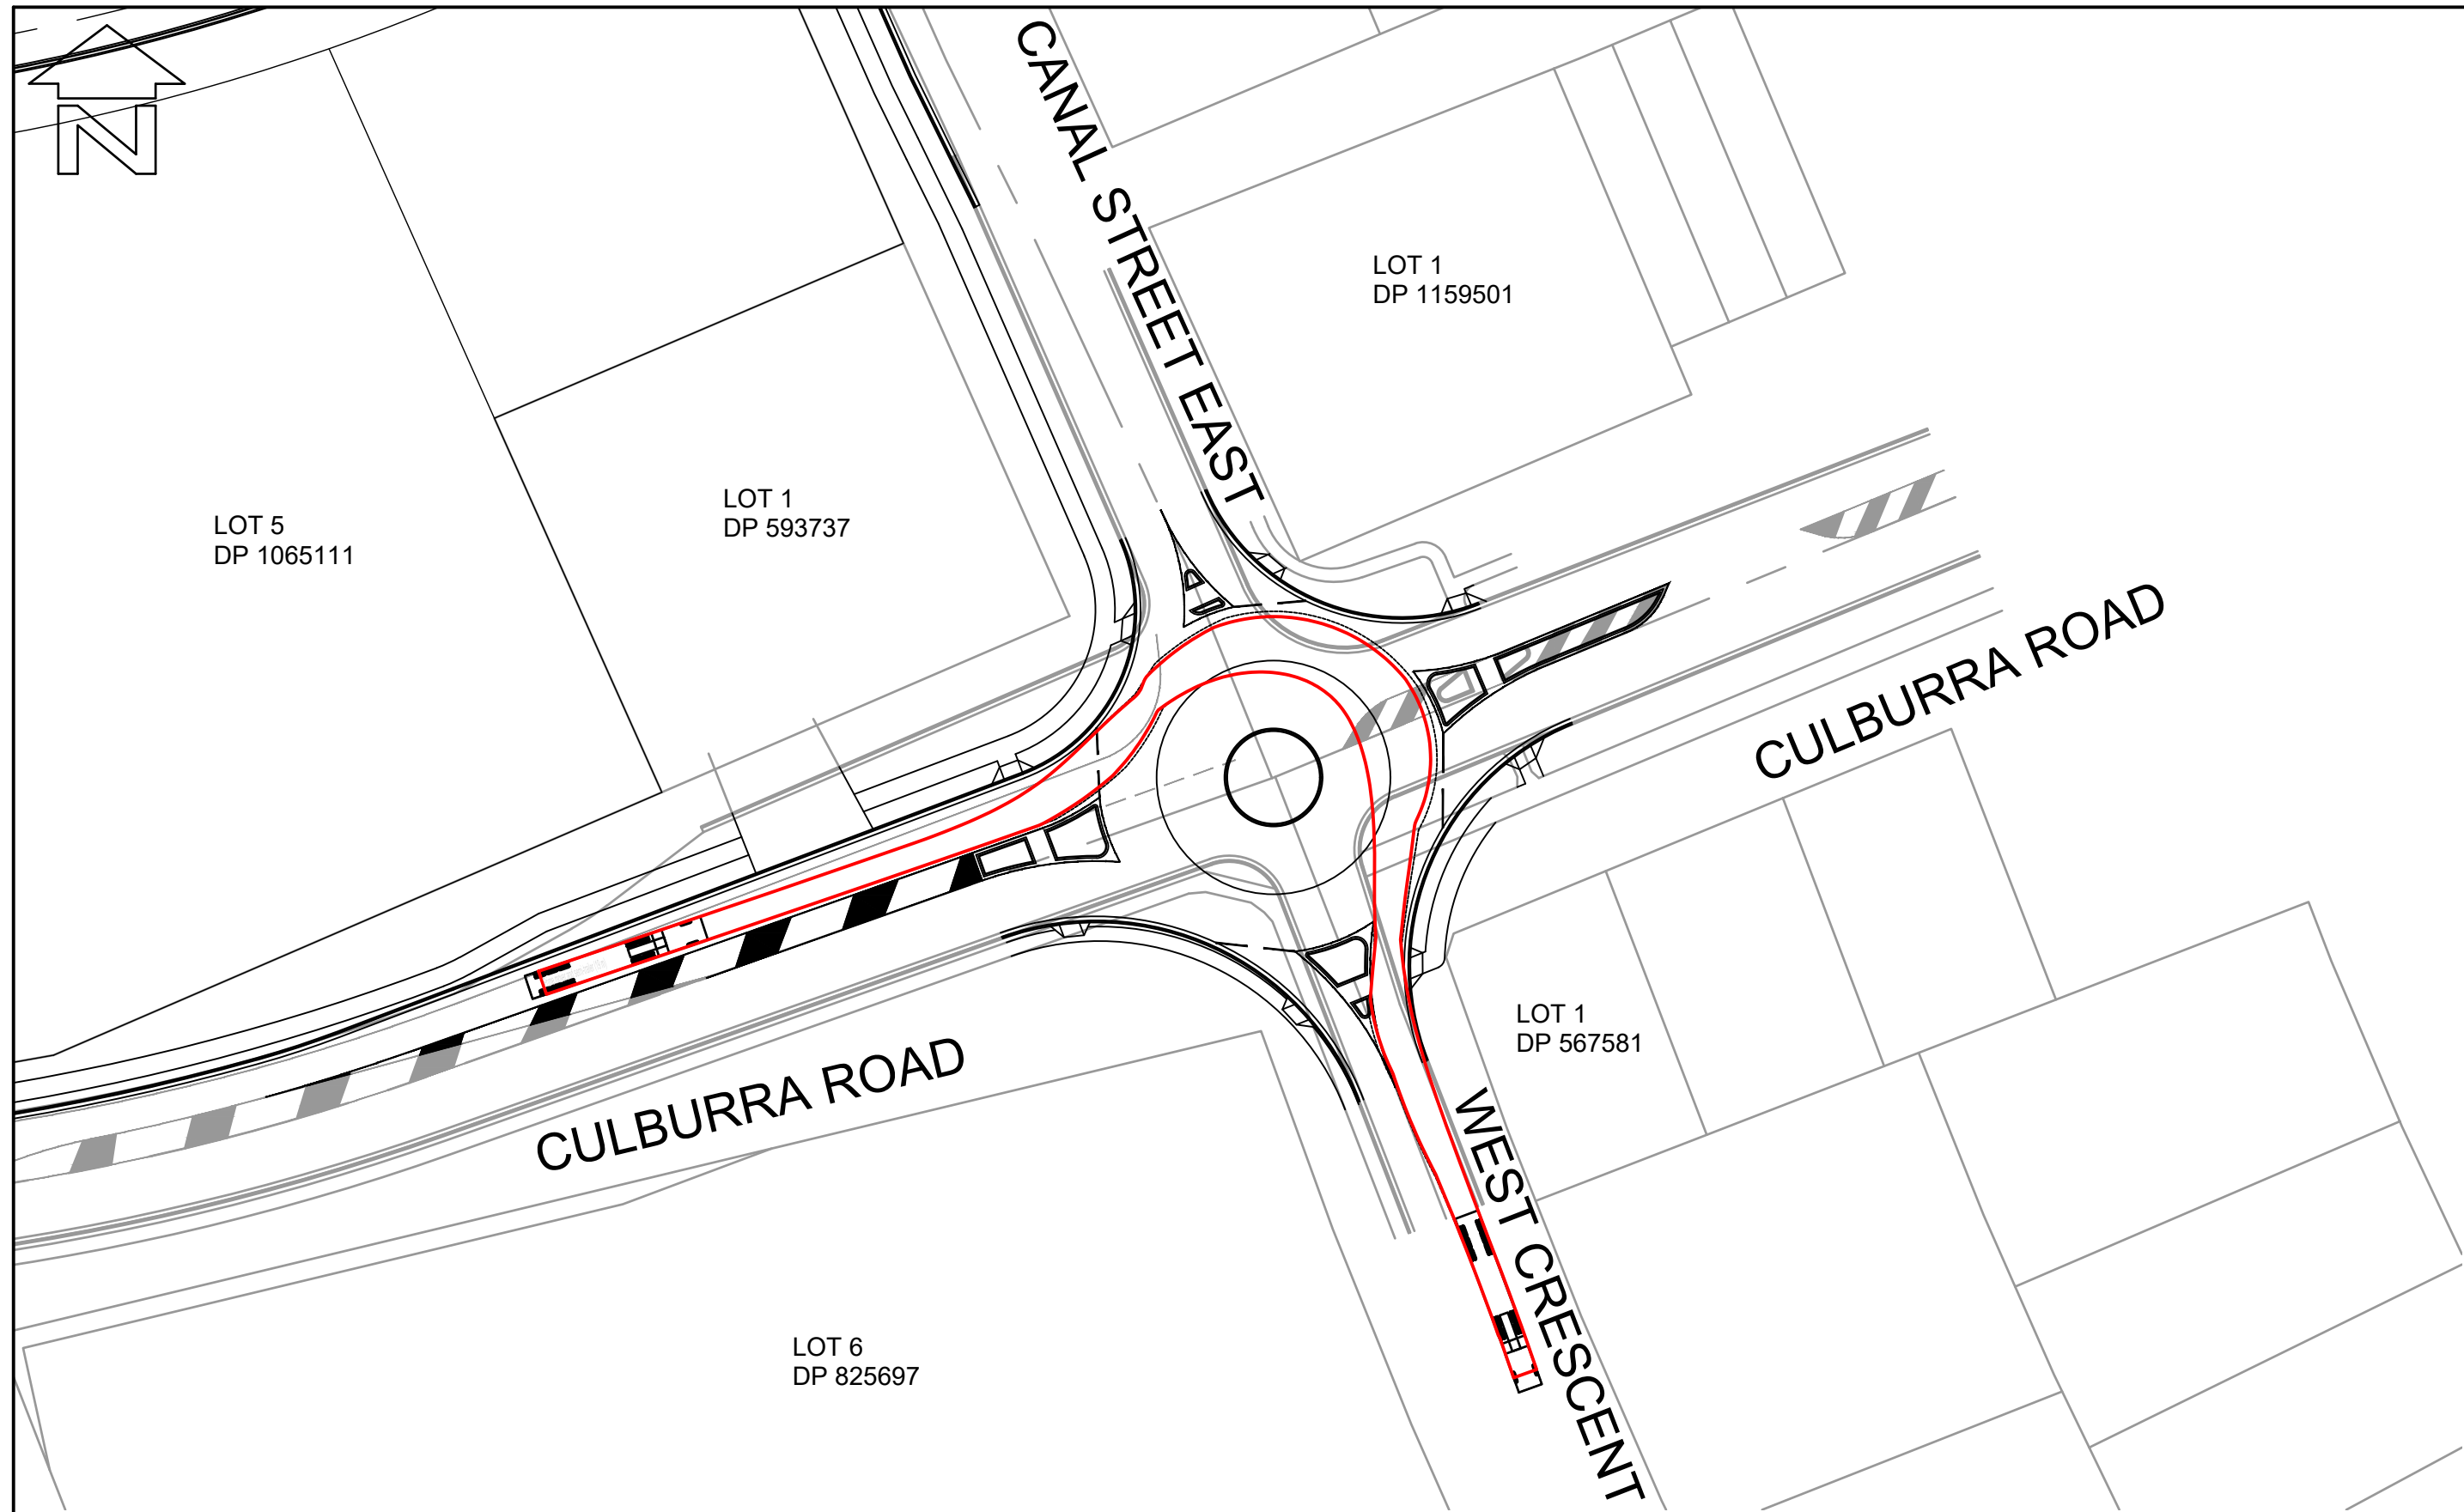 N
CANAL STREET EAST
LOT 1
DP 1159501
LOT 5
DP 1065111
LOT 1
DP 593737
CULBURRA ROAD
CULBURRA ROAD
LOT 1
DP 567581
WEST CRESCENT
LOT 6
DP 825697